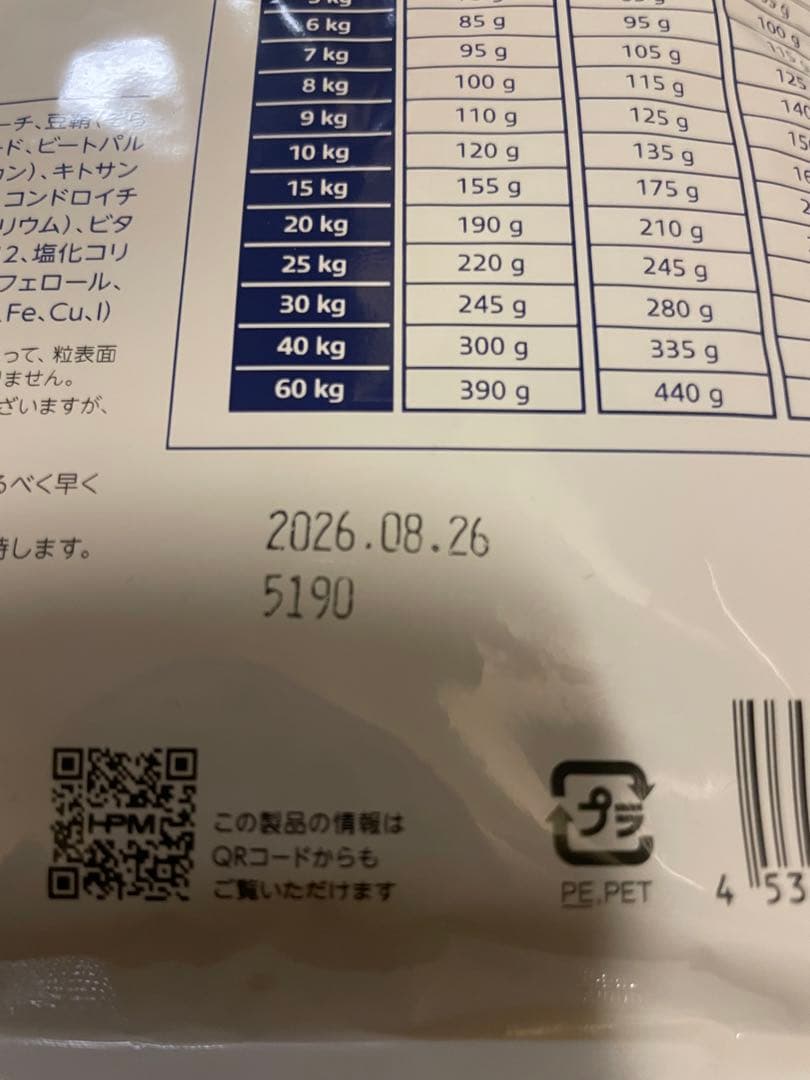 6 kg 85 g 95 g 100 g
7 kg 95 g 105 g
8 kg 100 g 115 g 125
9 kg 110 g 125 g
10 kg 120 g 135 g
15 kg 155 g 175 g
20 kg 190 g 210 g
25 kg 220 g 245 g
30 kg 245 g 280 g
40 kg 300 g 335 g
60 kg 390 g 440 g
ード、ビートパル
ン)、キトサン
コンドロイチ
リウム)、ビタ
2、塩化コリ
フェロール、
Fe、Cu、I)
って、粒表面
ません。
ざいますが、
るべく早く
します。
2026.08.26
5190
TPM
この製品の情報は
QRコードからも
ご覧いただけます
プラ
PE,PET
4 53